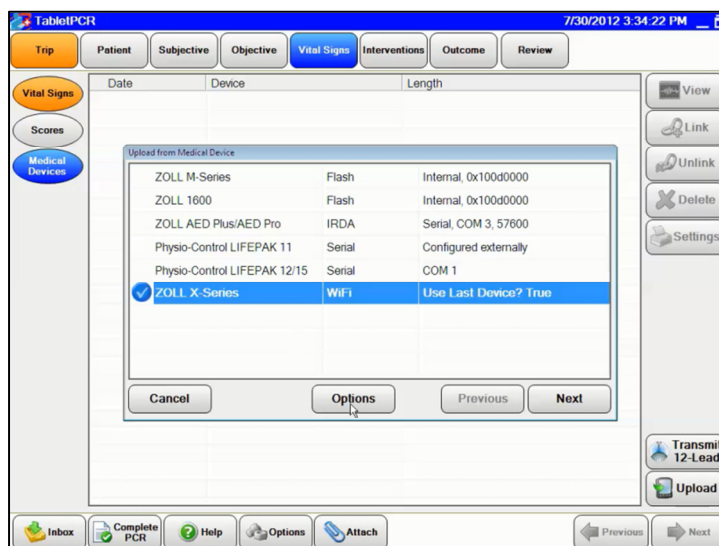 TabletPCR 7/30/2012 3:34:22 PM
Trip Patient Subjective Objective Vital Signs Interventions Outcome Review
Vital Signs
Scores
Medical
Devices
Date Device Length
View
Link
Unlink
Delete
Settings
Upload from Medical Device
ZOLL M-Series Flash Internal, 0x100d0000
ZOLL 1600 Flash Internal, 0x100d0000
ZOLL AED Plus/AED Pro IRDA Serial, COM 3, 57600
Physio-Control LIFEPAK 11 Serial Configured externally
Physio-Control LIFEPAK 12/15 Serial COM 1
ZOLL X-Series WiFi Use Last Device? True
Cancel Options Previous Next
Transmit
12-Lead
Upload
Inbox Complete
PCR Help Options Attach Previous Next